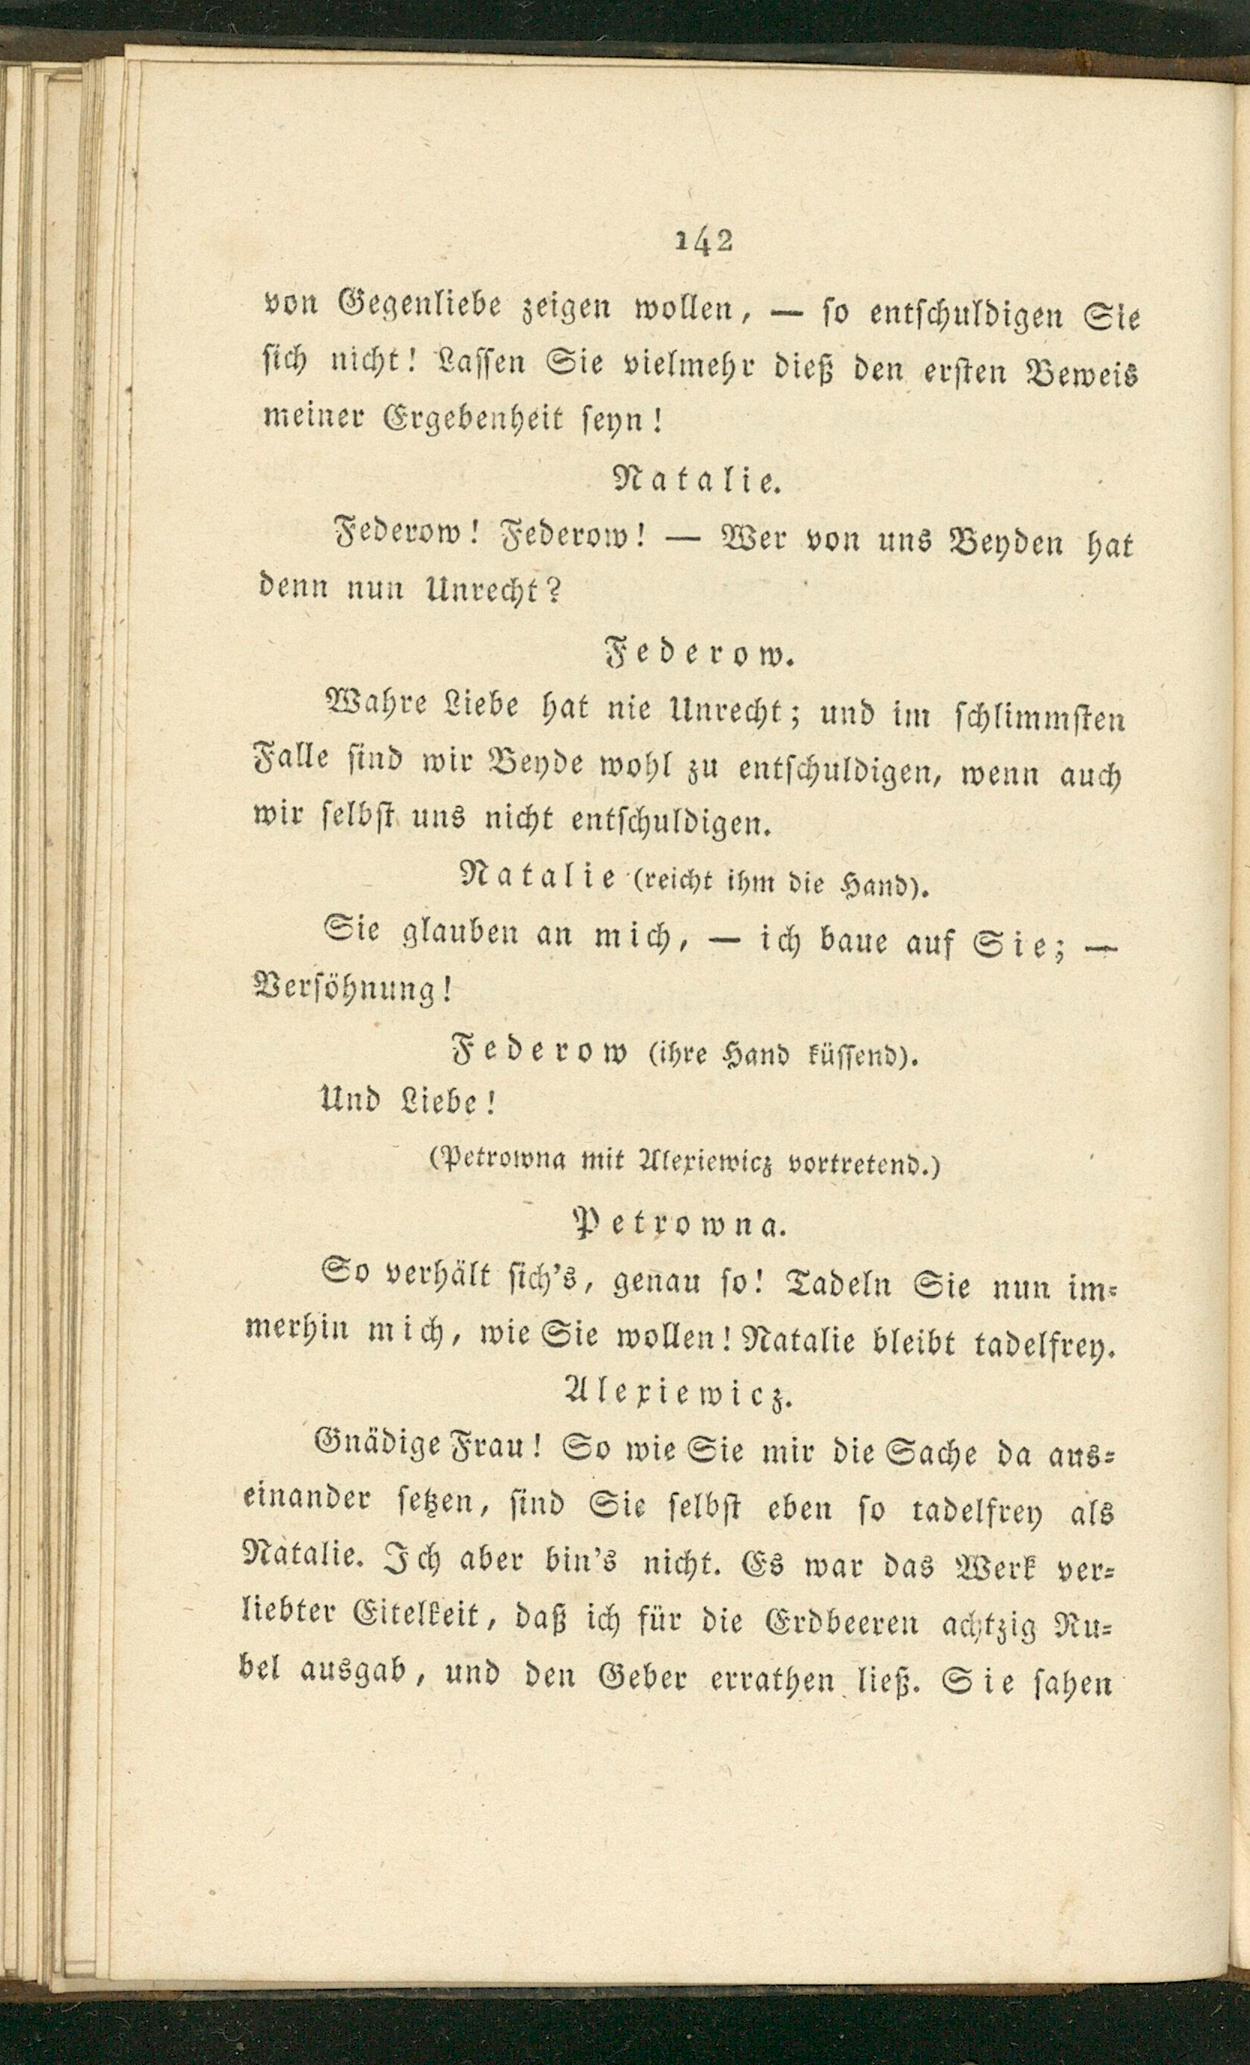 142
von Gegenliebe zeigen wollen, — so entschuldigen Sie
sich nicht! Lassen Sie vielmehr dieß den ersten Beweis
meiner Ergebenheit seyn!
Natalie.
Federow! Federow! — Wer von uns Beyden hat
denn nun Unrecht?
Federow.
Wahre Liebe hat nie Unrecht; und im schlimmsten
Falle sind wir Beyde wohl zu entschuldigen, wenn auch
wir selbst uns nicht entschuldigen.
Natalie (reicht ihm die Hand).
Sie glauben an mich, — ich baue auf Sie; —
Versöhnung!
Federow (ihre Hand küssend).
Und Liebe!
(Petrowna mit Alexiewicz vortretend.)
Petrowna.
So verhält sich's, genau so! Tadeln Sie nun im-
merhin mich, wie Sie wollen! Natalie bleibt tadelfrey.
Alexiewicz.
Gnädige Frau! So wie Sie mir die Sache da aus-
einander setzen, sind Sie selbst eben so tadelfrey als
Natalie. Ich aber bin's nicht. Es war das Werk ver-
liebter Eitelkeit, daß ich für die Erdbeeren achtzig Ru-
bel ausgab, und den Geber errathen ließ. Sie sahen